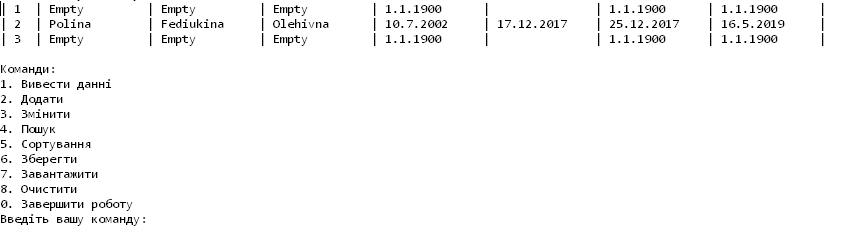 | 1 | Empty | Empty | Empty | 1.1.1900 | | 1.1.1900 | 1.1.1900 |
| 2 | Polina | Fediukina | Olehivna | 10.7.2002 | 17.12.2017 | 25.12.2017 | 16.5.2019 |
| 3 | Empty | Empty | Empty | 1.1.1900 | | 1.1.1900 | 1.1.1900 |
Команди:
1. Вивести данні
2. Додати
3. Змінити
4. Пошук
5. Сортування
6. Зберегти
7. Завантажити
8. Очистити
0. Завершити роботу
Введіть вашу команду: